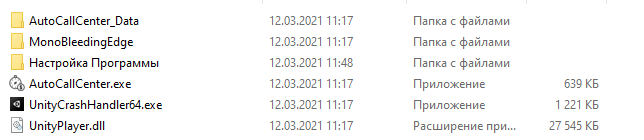 AutoCallCenter_Data 12.03.2021 11:17 Папка с файлами
MonoBleedingEdge 12.03.2021 11:17 Папка с файлами
Настройка Программы 12.03.2021 11:48 Папка с файлами
AutoCallCenter.exe 12.03.2021 11:17 Приложение 639 КБ
UnityCrashHandler64.exe 12.03.2021 11:17 Приложение 1 221 КБ
UnityPlayer.dll 12.03.2021 11:17 Расширение при... 27 545 КБ